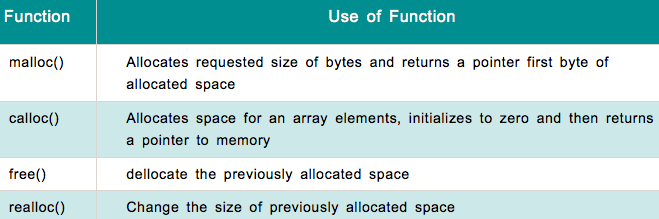 Function Use of Function
malloc() Allocates requested size of bytes and returns a pointer first byte of
allocated space
calloc() Allocates space for an array elements, initializes to zero and then returns
a pointer to memory
free() dellocate the previously allocated space
realloc() Change the size of previously allocated space